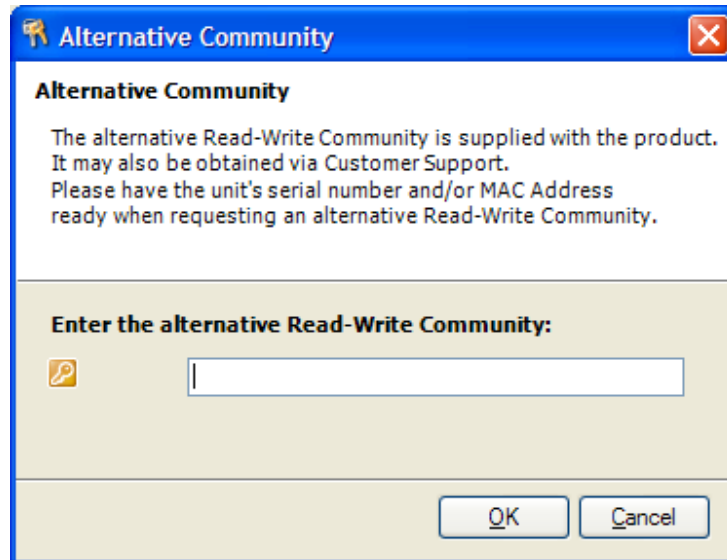 Alternative Community
Alternative Community
The alternative Read-Write Community is supplied with the product.
It may also be obtained via Customer Support.
Please have the unit's serial number and/or MAC Address
ready when requesting an alternative Read-Write Community.
Enter the alternative Read-Write Community:
OK Cancel